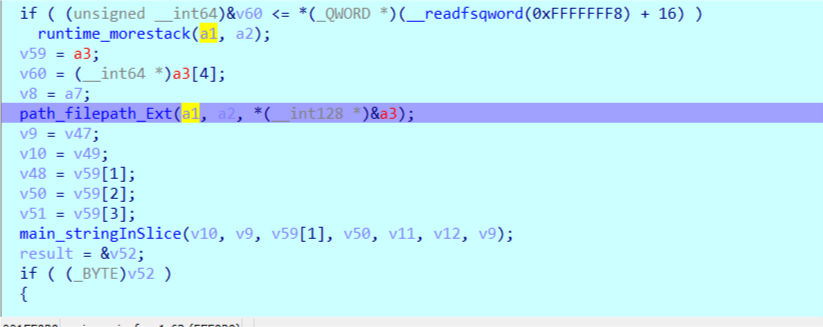 if ( (unsigned __int64)&v60 <= *(_QWORD *)(__readfsqword(0xFFFFFFF8) + 16) )
runtime_morestack(a1, a2);
v59 = a3;
v60 = (__int64 *)a3[4];
v8 = a7;
path_filepath_Ext(a1, a2, *(__int128 *)&a3);
v9 = v47;
v10 = v49;
v48 = v59[1];
v50 = v59[2];
v51 = v59[3];
main_stringInSlice(v10, v9, v59[1], v50, v11, v12, v9);
result = &v52;
if ( (_BYTE)v52 )
{